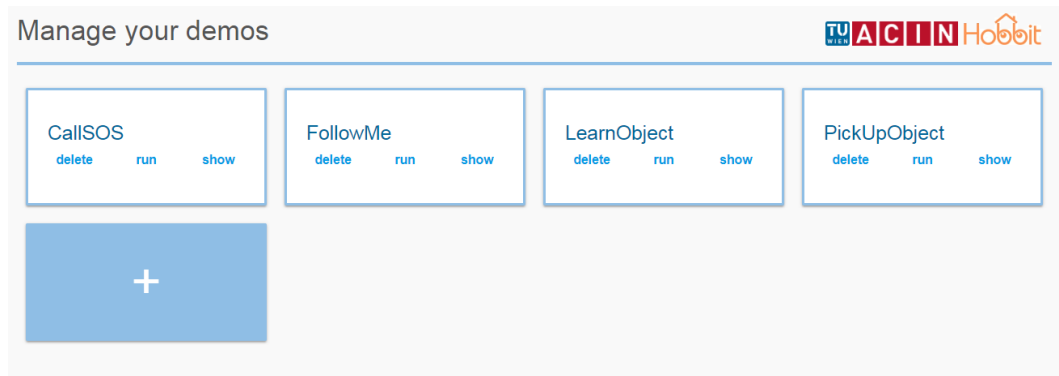 Manage your demos
TU WIEN ACIN Hobbit
CallSOS FollowMe LearnObject PickUpObject
delete run show delete run show delete run show delete run show
+